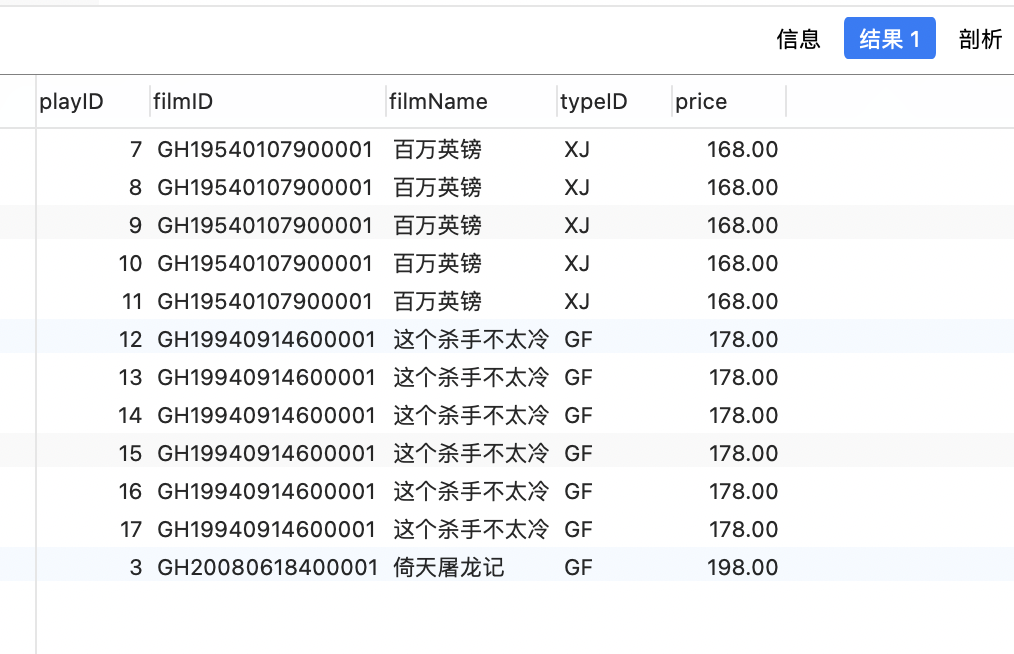 信息 结果 1 剖析
playID filmID filmName typeID price
7 GH19540107900001 百万英镑 XJ 168.00
8 GH19540107900001 百万英镑 XJ 168.00
9 GH19540107900001 百万英镑 XJ 168.00
10 GH19540107900001 百万英镑 XJ 168.00
11 GH19540107900001 百万英镑 XJ 168.00
12 GH19940914600001 这个杀手不太冷 GF 178.00
13 GH19940914600001 这个杀手不太冷 GF 178.00
14 GH19940914600001 这个杀手不太冷 GF 178.00
15 GH19940914600001 这个杀手不太冷 GF 178.00
16 GH19940914600001 这个杀手不太冷 GF 178.00
17 GH19940914600001 这个杀手不太冷 GF 178.00
3 GH20080618400001 倚天屠龙记 GF 198.00